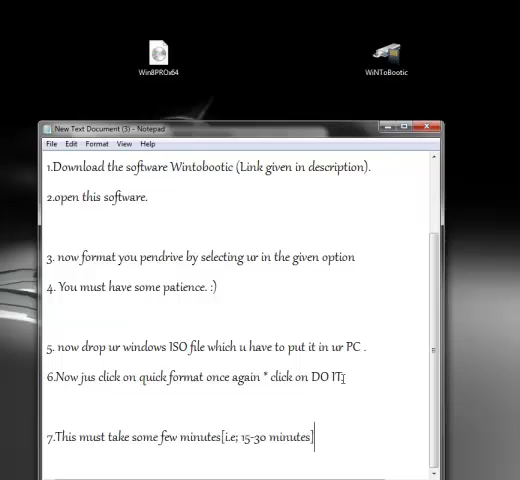 Win8PROx64
WiNToBootic
New Text Document (3) - Notepad
File Edit Format View Help
1.Download the software Wintobootic (Link given in description).
2.open this software.
3. now format you pendrive by selecting ur in the given option
4. You must have some patience. :)
5. now drop ur windows ISO file which u have to put it in ur PC .
6.Now jus click on quick format once again * click on DO IT
7.This must take some few minutes[i.e; 15-30 minutes]